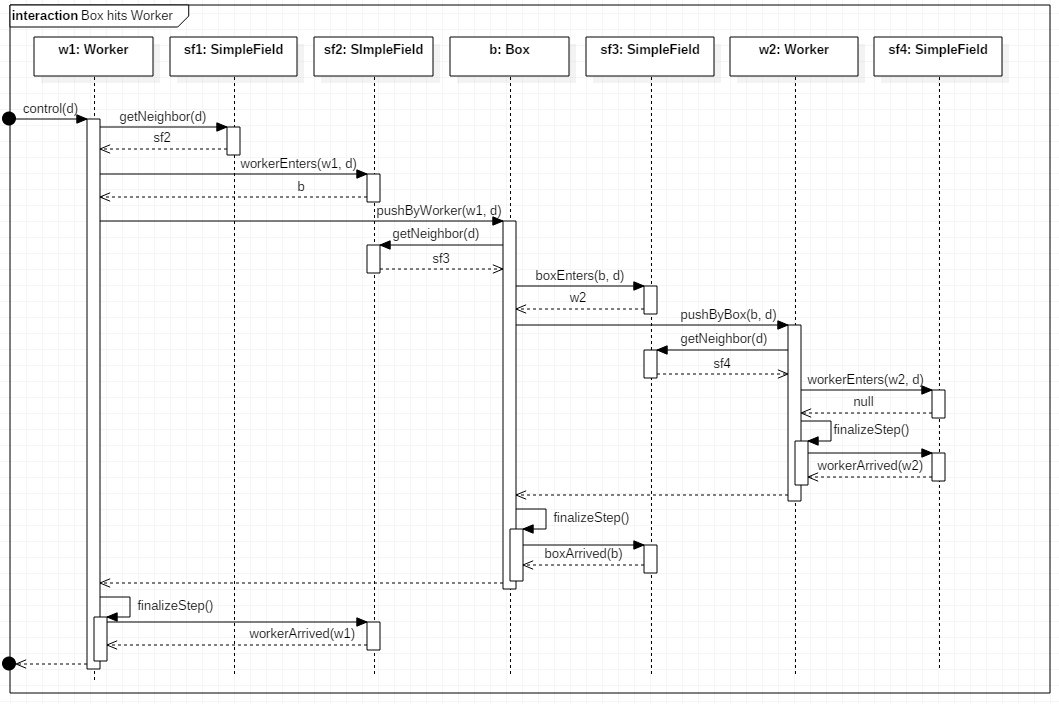 interaction Box hits Worker
w1: Worker
sf1: SimpleField
sf2: SImpleField
b: Box
sf3: SimpleField
w2: Worker
sf4: SimpleField
control(d)
getNeighbor(d)
sf2
workerEnters(w1, d)
b
pushByWorker(w1, d)
getNeighbor(d)
sf3
boxEnters(b, d)
w2
pushByBox(b, d)
getNeighbor(d)
sf4
workerEnters(w2, d)
null
finalizeStep()
workerArrived(w2)
finalizeStep()
boxArrived(b)
finalizeStep()
workerArrived(w1)